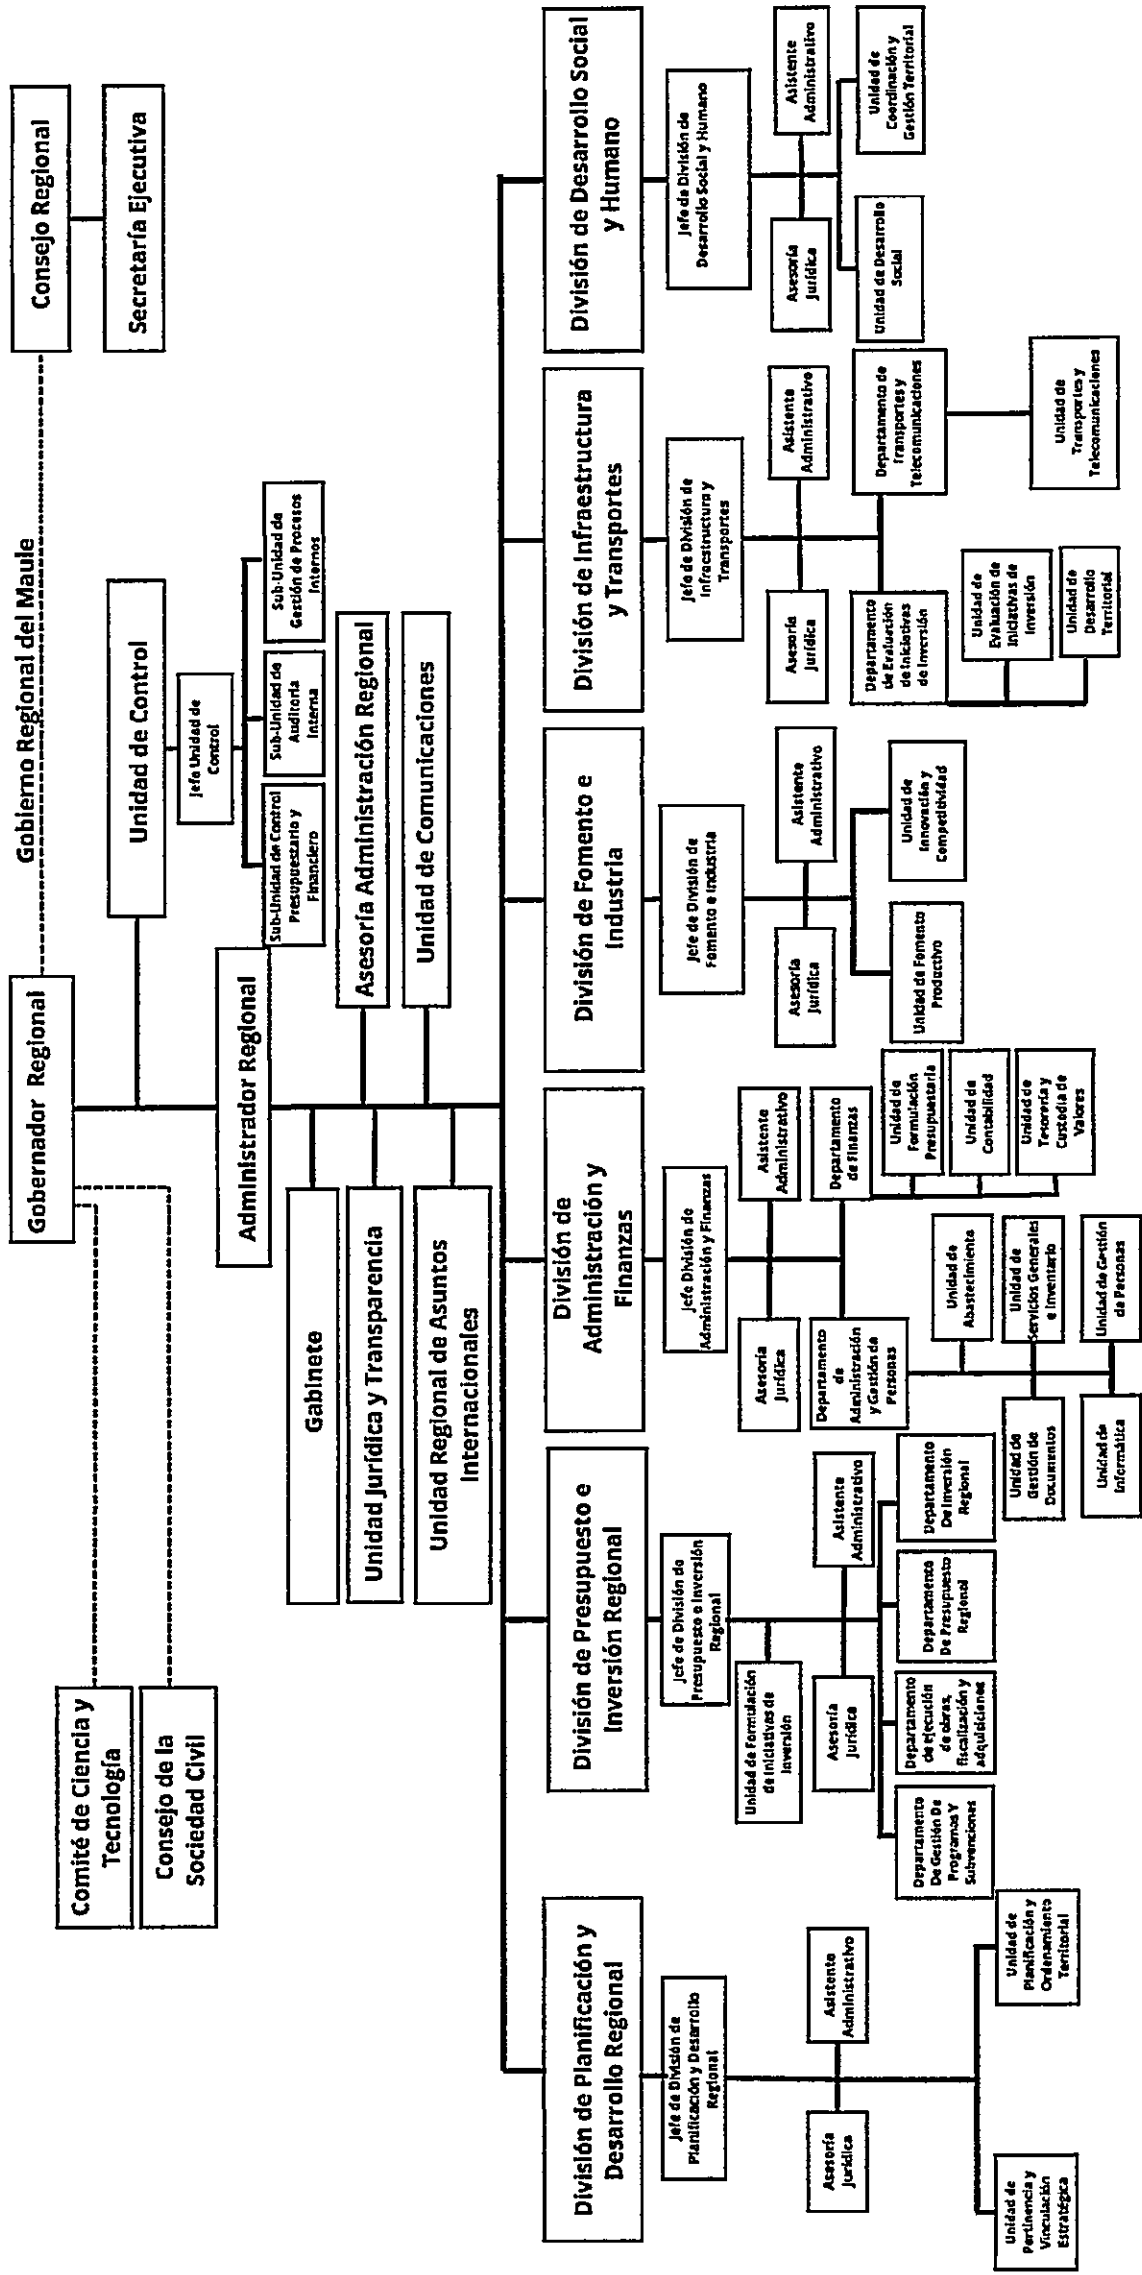 Gobierno Regional del Maule
Gobernador Regional
Consejo Regional
Secretaría Ejecutiva
Comité de Ciencia y
Tecnología
Consejo de la
Sociedad Civil
Unidad de Control
Jefe Unidad de
Control
Sub-Unidad de Control
Presupuestario y
Financiero
Sub-Unidad de
Auditoria
Interna
Sub-Unidad de
Gestión de Procesos
Internos
Administrador Regional
Gabinete
Asesoría Administración Regional
Unidad Jurídica y Transparencia
Unidad de Comunicaciones
Unidad Regional de Asuntos
Internacionales
División de Planificación y
Desarrollo Regional
Jefe de División de
Planificación y Desarrollo
Regional
Asesoría
Jurídica
Asistente
Administrativo
Unidad de
Pertinencia y
Vinculación
Estratégica
Unidad de
Planificación y
Ordenamiento
Territorial
División de Presupuesto e
Inversión Regional
Jefe de División de
Presupuesto e Inversión
Regional
Unidad de Formulación
de Iniciativas de
Inversión
Asesoría
Jurídica
Asistente
Administrativo
Departamento
De Gestión De
Programas Y
Subvenciones
Departamento
de ejecución
de obras,
fiscalización y
adquisiciones
Departamento
De Presupuesto
Regional
Departamento
De Inversión
Regional
División de
Administración y
Finanzas
Jefe División de
Administración y Finanzas
Asesoría
Jurídica
Asistente
Administrativo
Departamento
de
Administración
y Gestión de
Personas
Departamento
de Finanzas
Unidad de
Formulación
Presupuestaria
Unidad de
Contabilidad
Unidad de
Tesorería y
Custodia de
Valores
Unidad de
Abastecimiento
Unidad de
Gestión de
Documentos
Unidad de
Servicios Generales
e Inventario
Unidad de
Informática
Unidad de Gestión
de Personas
División de Fomento e
Industria
Jefe de División de
Fomento e Industria
Asesoría
Jurídica
Asistente
Administrativo
Unidad de Fomento
Productivo
Unidad de
Innovación y
Competitividad
División de Infraestructura
y Transportes
Jefe de División de
Infraestructura y
Transportes
Asesoría
Jurídica
Asistente
Administrativo
Departamento
de Evaluación
de Iniciativas
de Inversión
Departamento de
Transportes y
Telecomunicaciones
Unidad de
Evaluación de
Iniciativas de
Inversión
Unidad de
Desarrollo
Territorial
Unidad de
Transportes y
Telecomunicaciones
División de Desarrollo Social
y Humano
Jefe de División de
Desarrollo Social y Humano
Asesoría
Jurídica
Asistente
Administrativo
Unidad de Desarrollo
Social
Unidad de
Coordinación y
Gestión Territorial